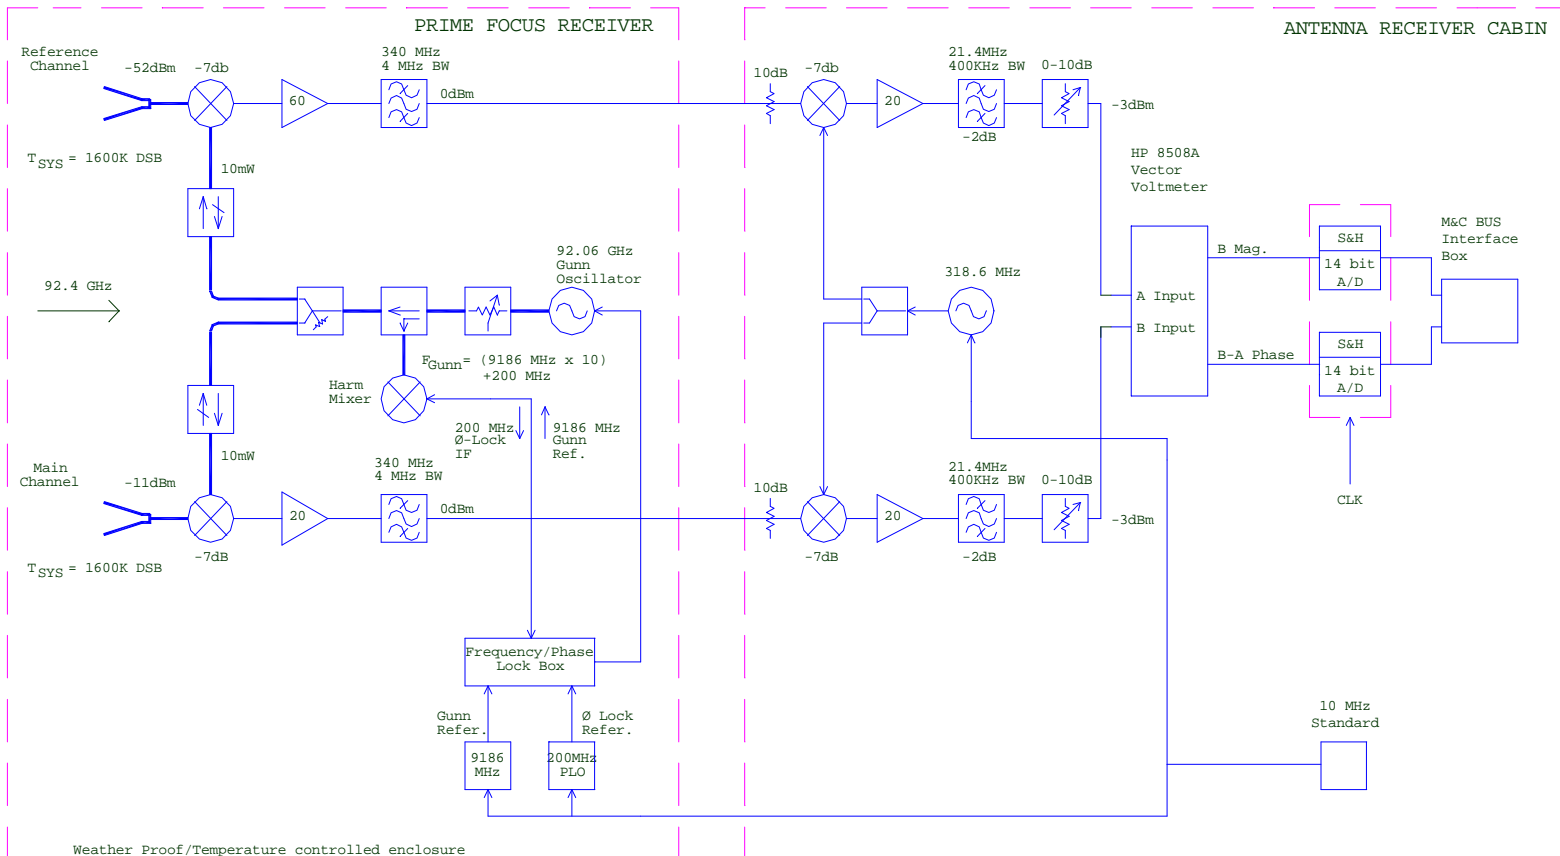 PRIME FOCUS RECEIVER
ANTENNA RECEIVER CABIN
Reference
Channel
-52dBm
-7db
60
340 MHz
4 MHz BW
0dBm
10dB
-7db
20
21.4MHz
400KHz BW
-2dB
0-10dB
-3dBm
TSYS = 1600K DSB
10mW
HP 8508A
Vector
Voltmeter
92.4 GHz
92.06 GHz
Gunn
Oscillator
318.6 MHz
A Input
B Input
B Mag.
B-A Phase
S&H
14 bit
A/D
S&H
14 bit
A/D
M&C BUS
Interface
Box
CLK
FGunn= (9186 MHz x 10)
+200 MHz
Harm
Mixer
200 MHz
Ø-Lock
IF
9186 MHz
Gunn
Ref.
10mW
Main
Channel
-11dBm
-7dB
20
340 MHz
4 MHz BW
0dBm
10dB
-7dB
20
21.4MHz
400KHz BW
-2dB
0-10dB
-3dBm
TSYS = 1600K DSB
Frequency/Phase
Lock Box
Gunn
Refer.
Ø Lock
Refer.
9186
MHz
200MHz
PLO
10 MHz
Standard
Weather Proof/Temperature controlled enclosure